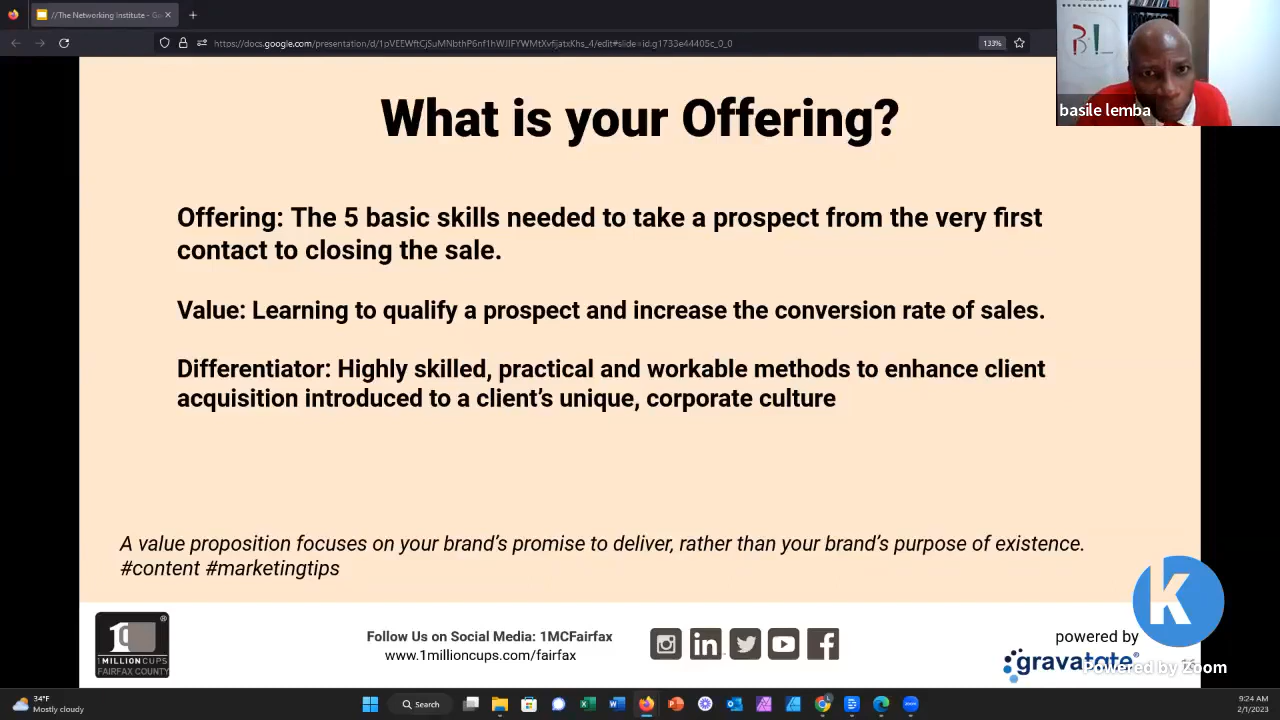 //The Networking Institute - Go
https://docs.google.com/presentation/d/1pVEEWftCjSuMNbthP6nf1hWJIFYWMtXvfijatxKhs_4/edit#slide=id.g1733e44405c_0_0
133%
B L
basile lemba
What is your Offering?
Offering: The 5 basic skills needed to take a prospect from the very first
contact to closing the sale.
Value: Learning to qualify a prospect and increase the conversion rate of sales.
Differentiator: Highly skilled, practical and workable methods to enhance client
acquisition introduced to a client’s unique, corporate culture
A value proposition focuses on your brand’s promise to deliver, rather than your brand’s purpose of existence.
#content #marketingtips
1MILLIONCUPS
FAIRFAX COUNTY
Follow Us on Social Media: 1MCFairfax
www.1millioncups.com/fairfax
powered by
gravatate
K
Powered by Zoom
34°F
Mostly cloudy
Search
9:24 AM
2/1/2023